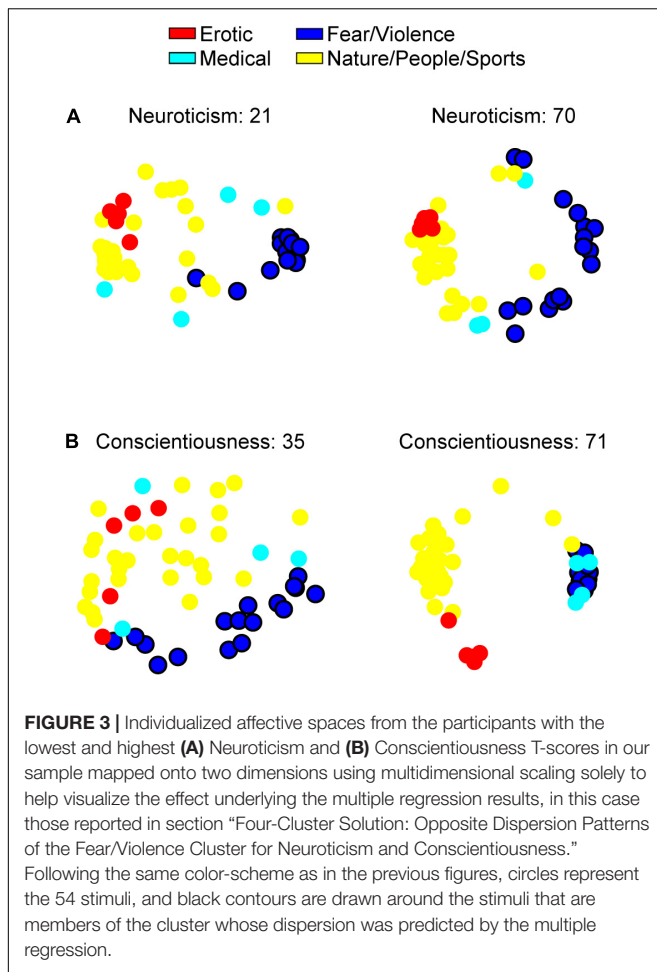 Erotic Fear/Violence
Medical Nature/People/Sports
A Neuroticism: 21 Neuroticism: 70
B Conscientiousness: 35 Conscientiousness: 71
FIGURE 3 | Individualized affective spaces from the participants with the
lowest and highest (A) Neuroticism and (B) Conscientiousness T-scores in our
sample mapped onto two dimensions using multidimensional scaling solely to
help visualize the effect underlying the multiple regression results, in this case
those reported in section “Four-Cluster Solution: Opposite Dispersion Patterns
of the Fear/Violence Cluster for Neuroticism and Conscientiousness.”
Following the same color-scheme as in the previous figures, circles represent
the 54 stimuli, and black contours are drawn around the stimuli that are
members of the cluster whose dispersion was predicted by the multiple
regression.